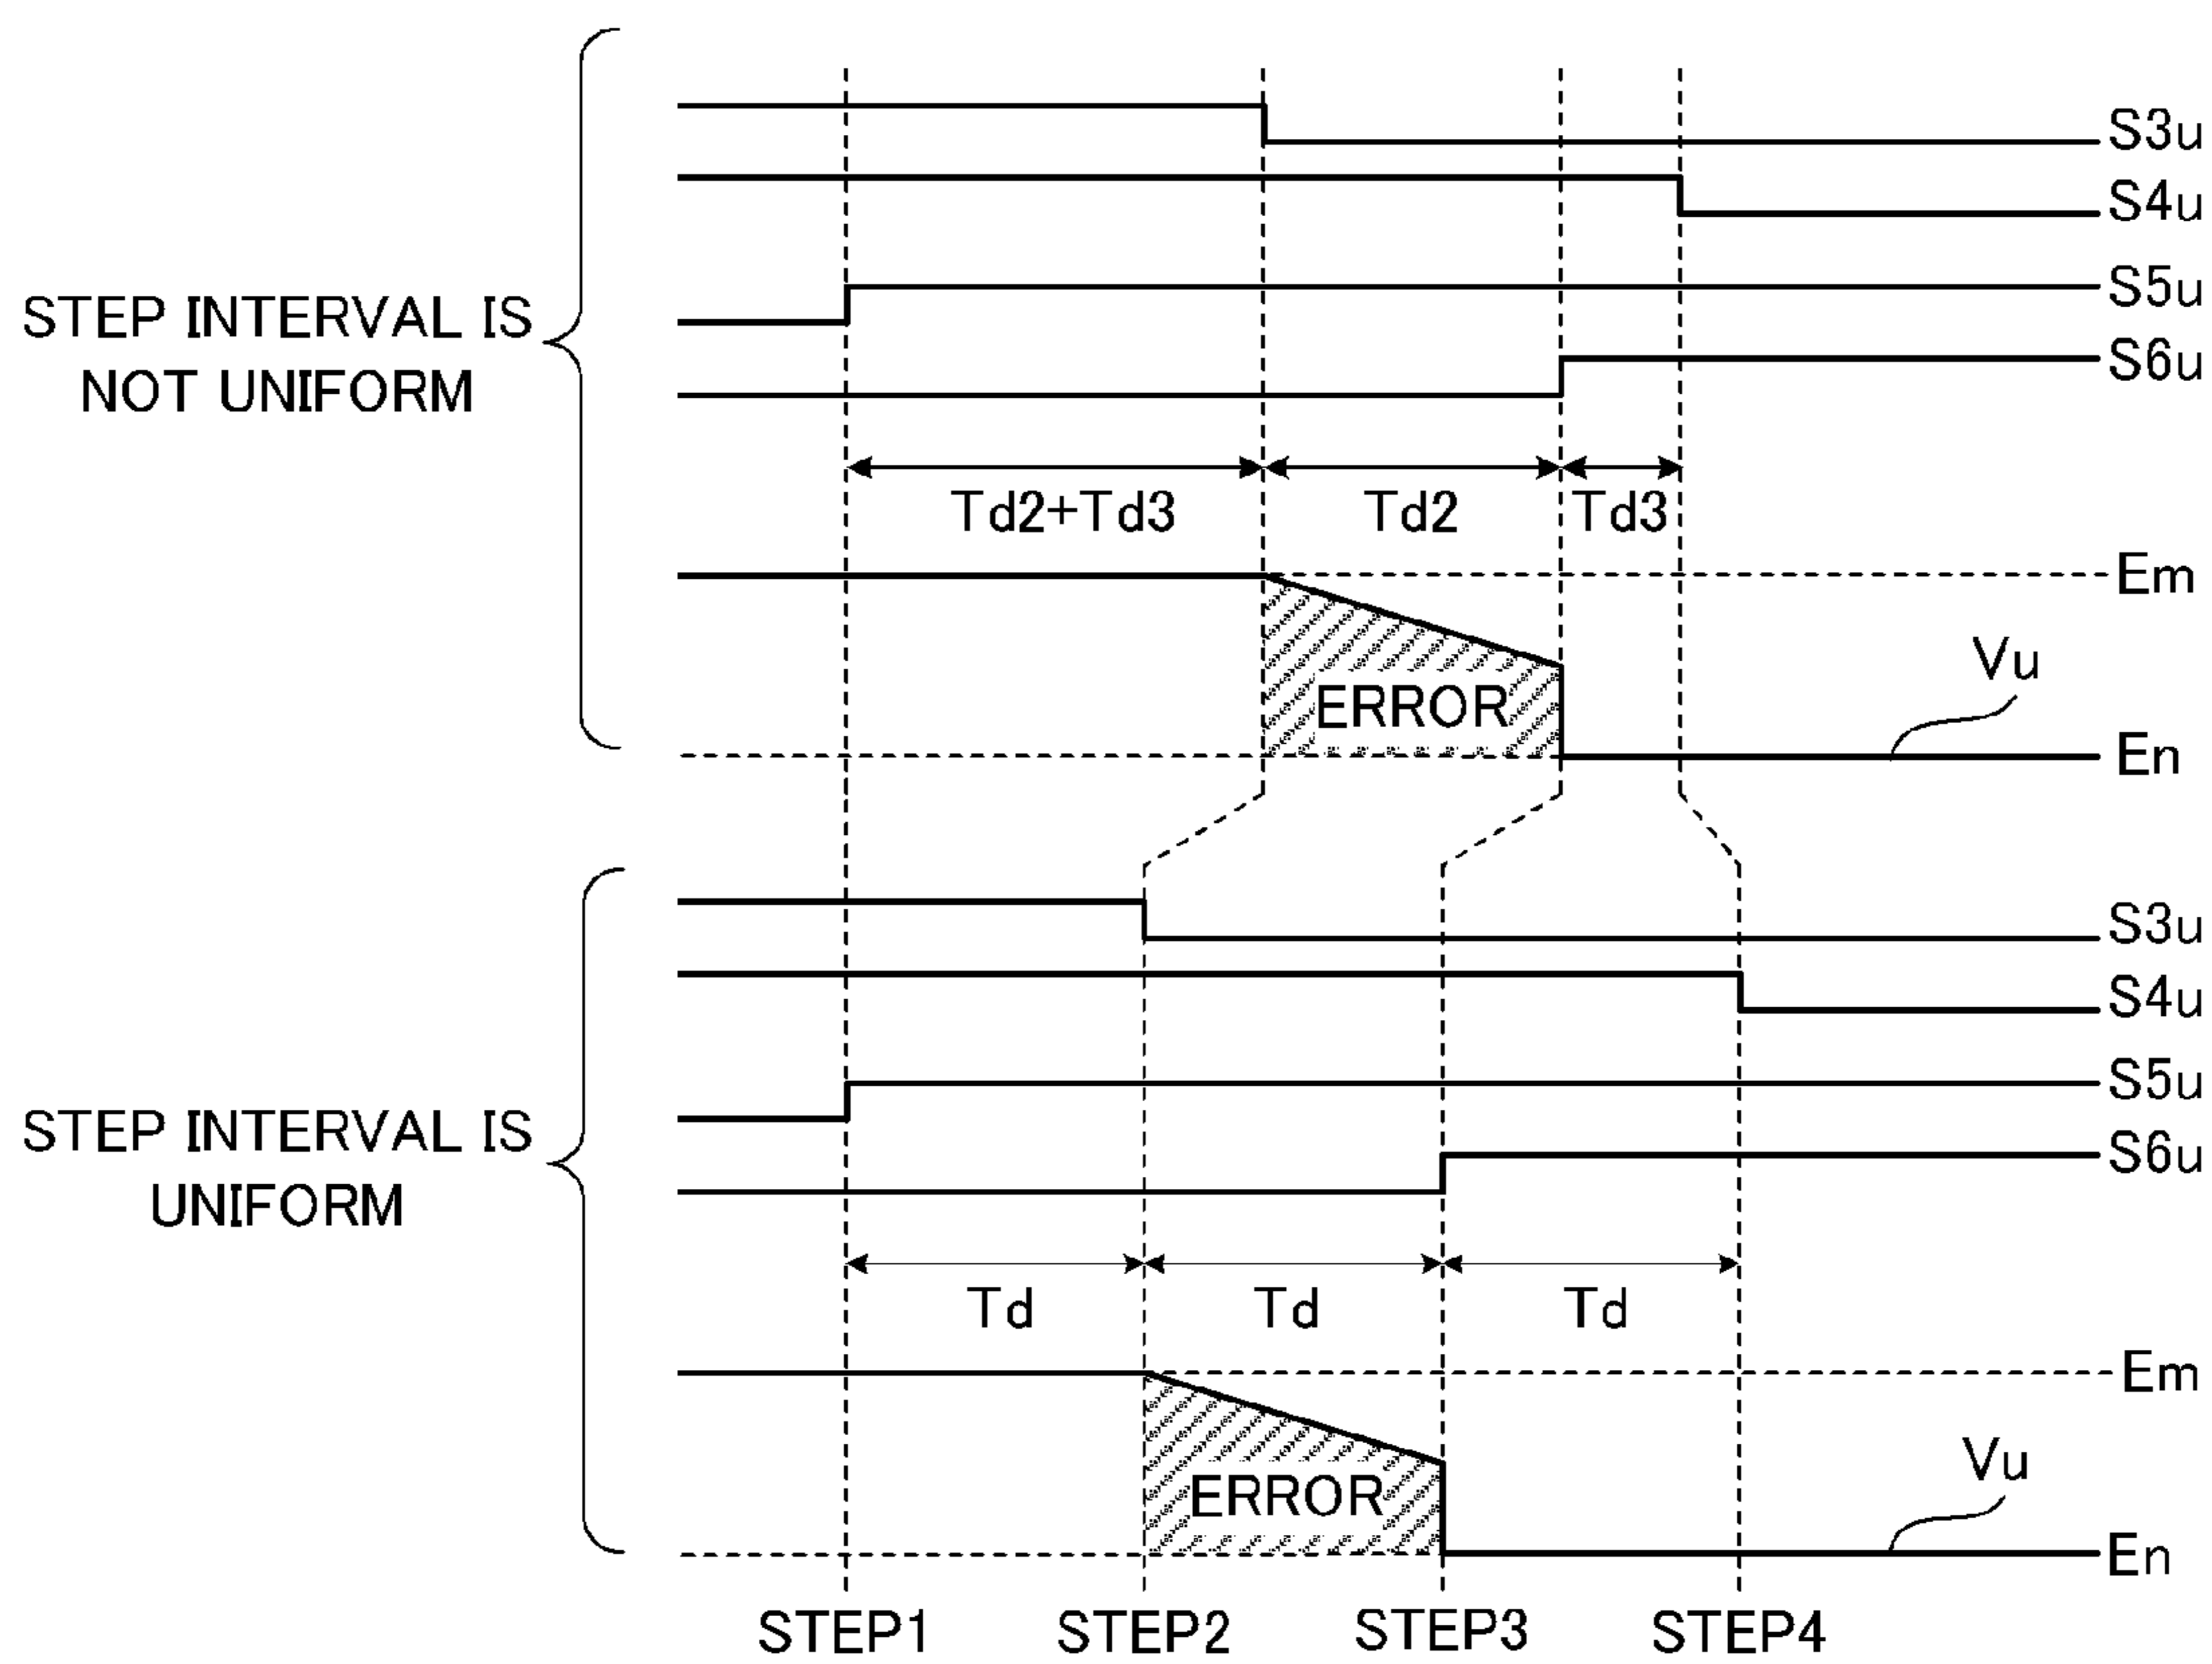 S3u
S4u
STEP INTERVAL IS
NOT UNIFORM
S5u
S6u
Td2+Td3
Td2
Td3
Em
ERROR
Vu
En
S3u
S4u
STEP INTERVAL IS
UNIFORM
S5u
S6u
Td
Td
Td
Em
ERROR
Vu
En
STEP1
STEP2
STEP3
STEP4